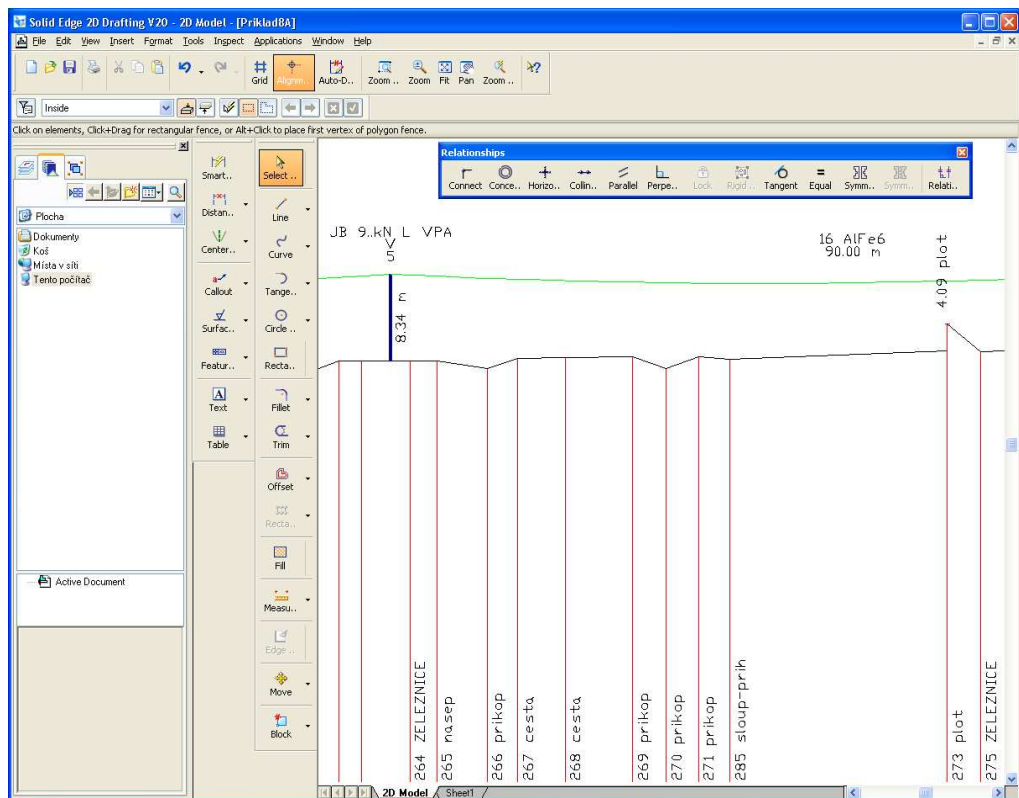 Solid Edge 2D Drafting V20 - 2D Model - [Priklad8A]
File Edit View Insert Format Tools Inspect Applications Window Help
Grid Alignm.. Auto-D.. Zoom .. Zoom Fit Pan Zoom ..
Inside
Click on elements, Click+Drag for rectangular fence, or Alt+Click to place first vertex of polygon fence.
Plocha
Dokumenty
Koš
Místa v síti
Tento počítač
Active Document
Smart..
Distan..
Center..
Callout
Surfac..
Featur..
Text
Table
Select ..
Line
Curve
Tange..
Circle ..
Recta..
Fillet
Trim
Offset
Recta..
Fill
Measu..
Edge ..
Move
Block
Relationships
Connect Conce.. Horizo.. Collin.. Parallel Perpe.. Lock Rigid .. Tangent Equal Symm.. Symm.. Relati..
JB 9..kN L VPA
V
5
8.34 m
16 AlFe6
90.00 m
4.09 plot
264 ZELEZNICE
265 nasep
266 prikop
267 cesta
268 cesta
269 prikop
270 prikop
271 prikop
285 sloup-prih
273 plot
275 ZELEZNICE
2D Model Sheet1